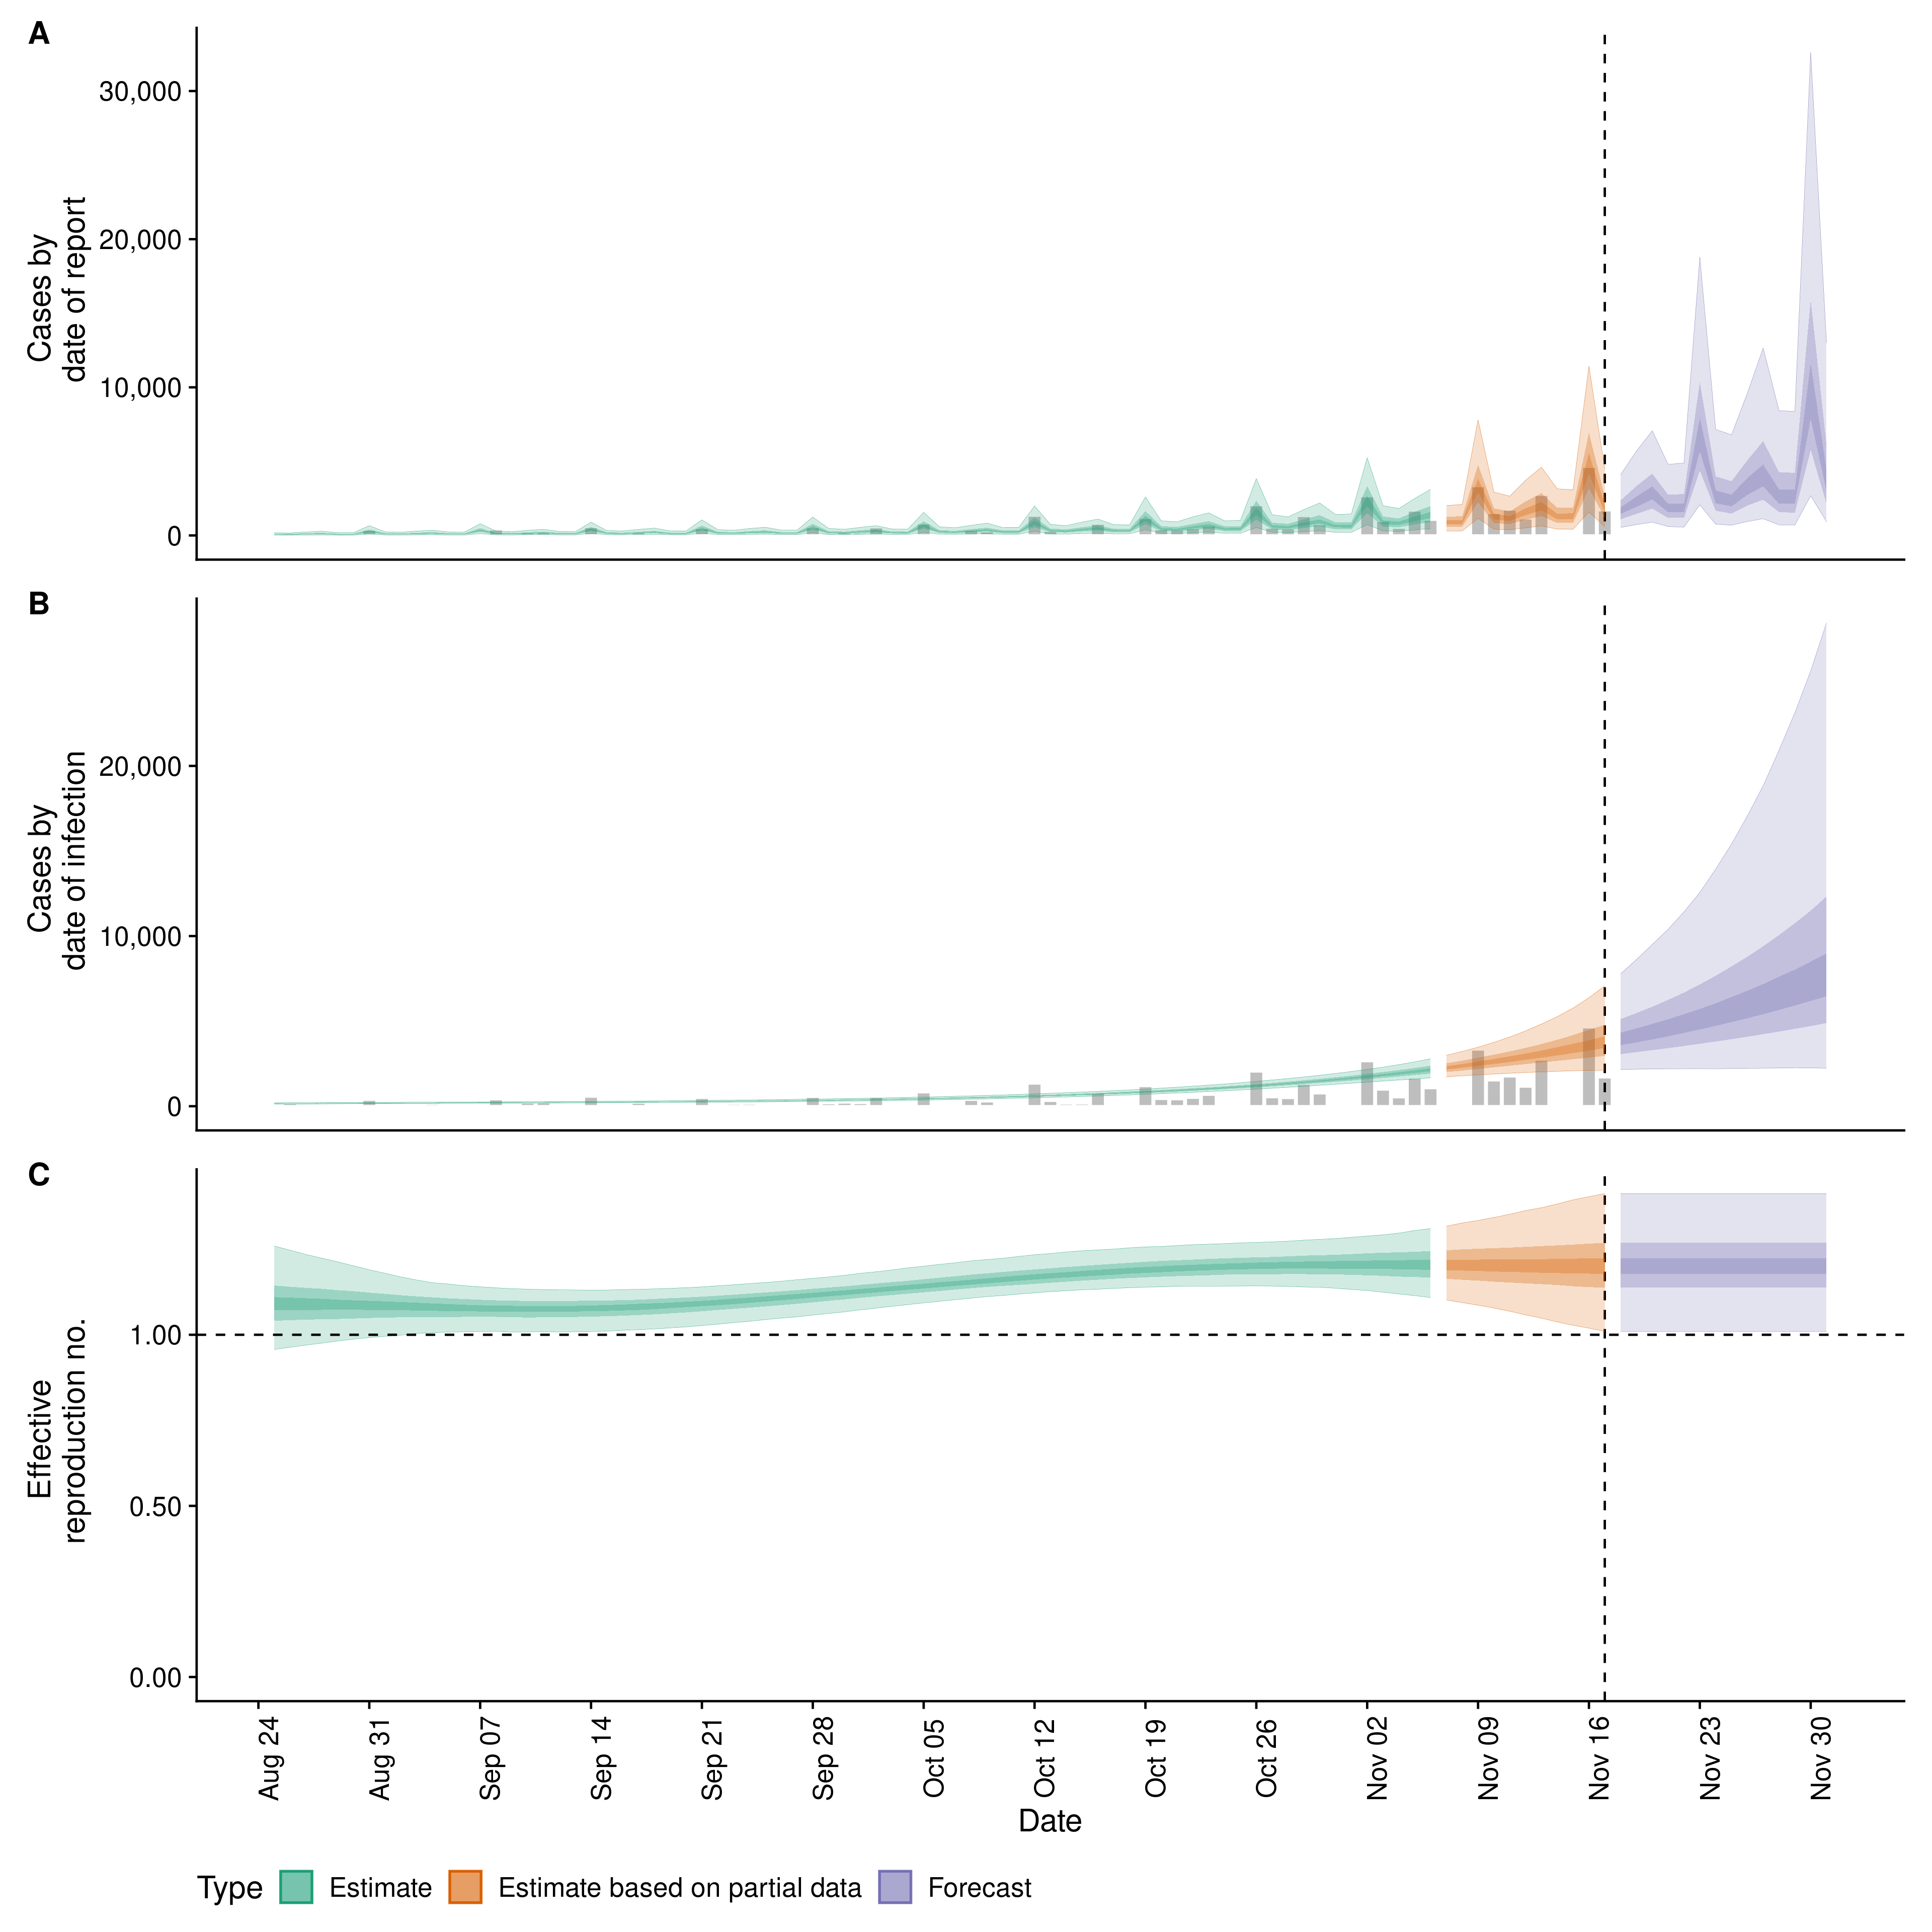 A
Cases by
date of report
30,000
20,000
10,000
0
B
Cases by
date of infection
20,000
10,000
0
C
Effective
reproduction no.
1.00
0.50
0.00
Aug 24
Aug 31
Sep 07
Sep 14
Sep 21
Sep 28
Oct 05
Oct 12
Oct 19
Oct 26
Nov 02
Nov 09
Nov 16
Nov 23
Nov 30
Date
Type Estimate Estimate based on partial data Forecast